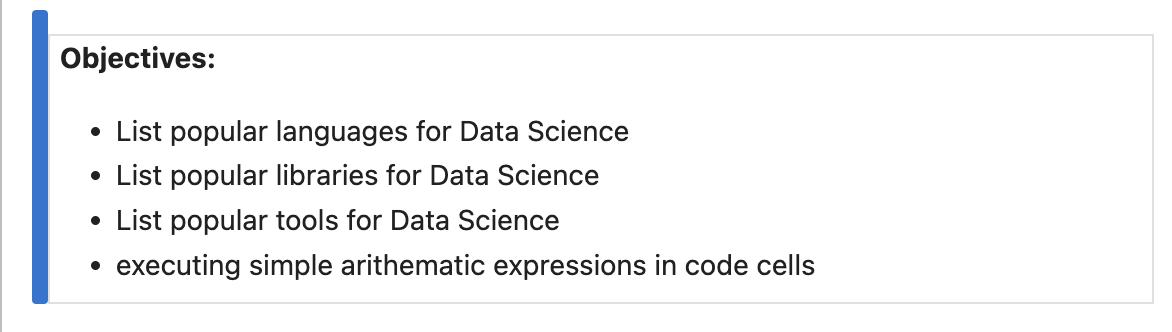 Objectives:
• List popular languages for Data Science
• List popular libraries for Data Science
• List popular tools for Data Science
• executing simple arithematic expressions in code cells